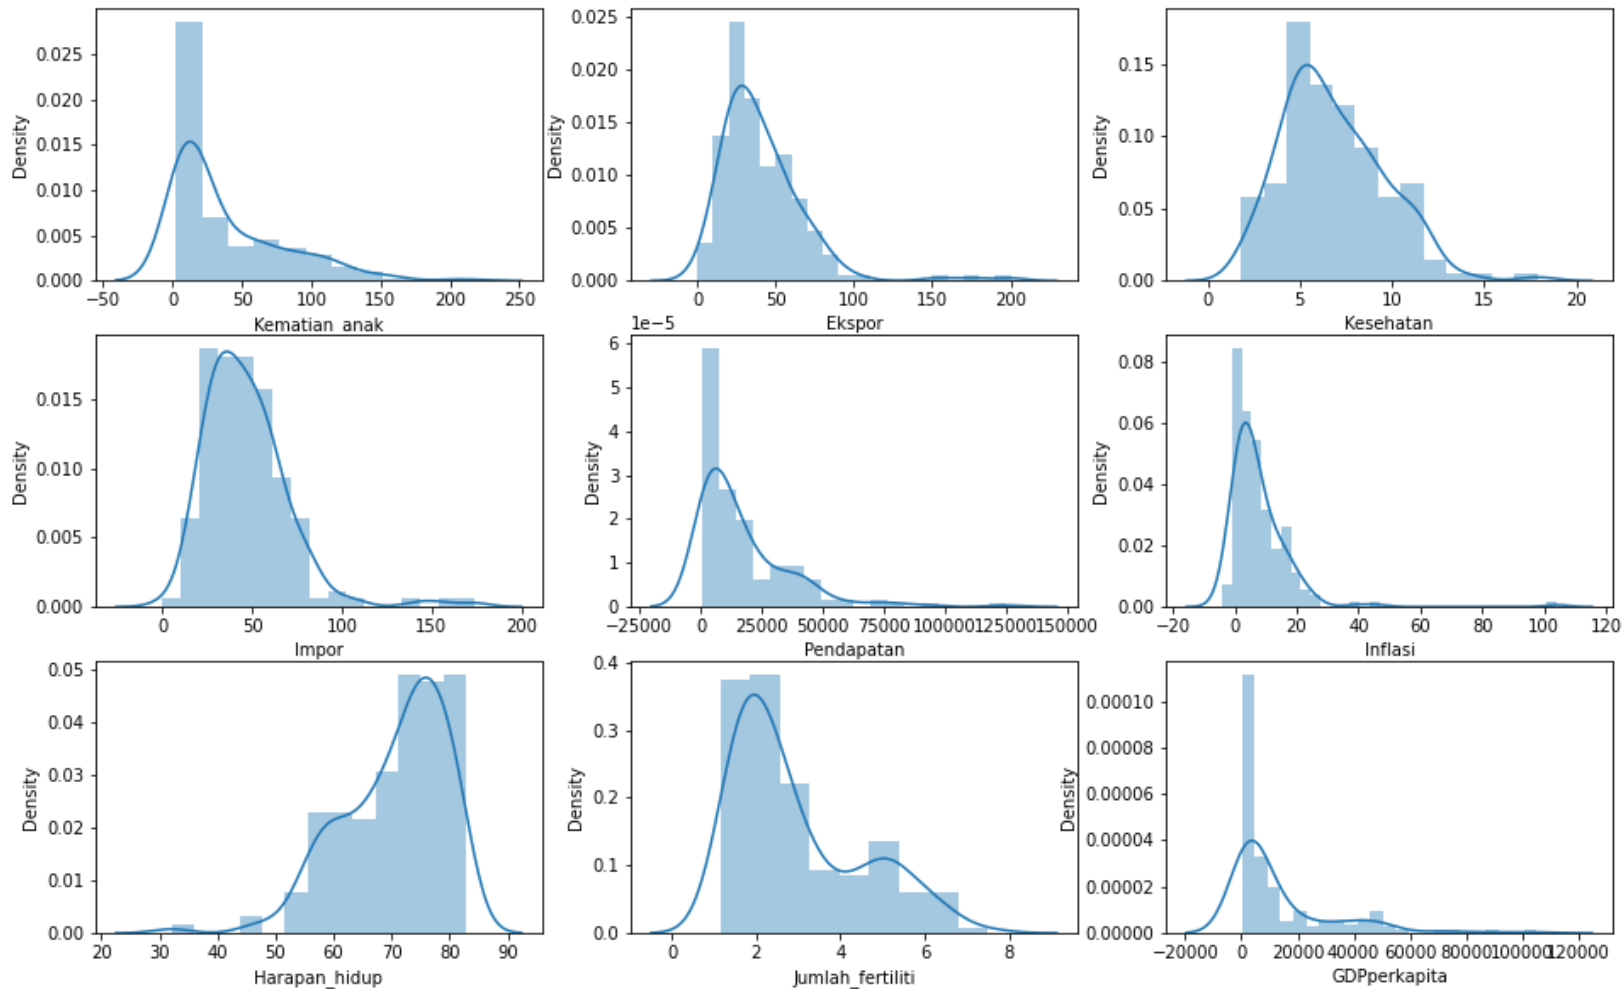 0.025
0.020
0.015
0.010
0.005
0.000
Density
−50 0 50 100 150 200 250
Kematian_anak
0.025
0.020
0.015
0.010
0.005
0.000
Density
0 50 100 150 200
Ekspor
0.15
0.10
0.05
0.00
Density
0 5 10 15 20
Kesehatan
0.015
0.010
0.005
0.000
Density
0 50 100 150 200
Impor
1e−5
6
5
4
3
2
1
0
Density
−25000 0 25000 50000 75000 100000 125000 150000
Pendapatan
0.08
0.06
0.04
0.02
0.00
Density
−20 0 20 40 60 80 100 120
Inflasi
0.05
0.04
0.03
0.02
0.01
0.00
Density
20 30 40 50 60 70 80 90
Harapan_hidup
0.4
0.3
0.2
0.1
0.0
Density
0 2 4 6 8
Jumlah_fertiliti
0.00010
0.00008
0.00006
0.00004
0.00002
0.00000
Density
−20000 0 20000 40000 60000 80000 100000 120000
GDPperkapita